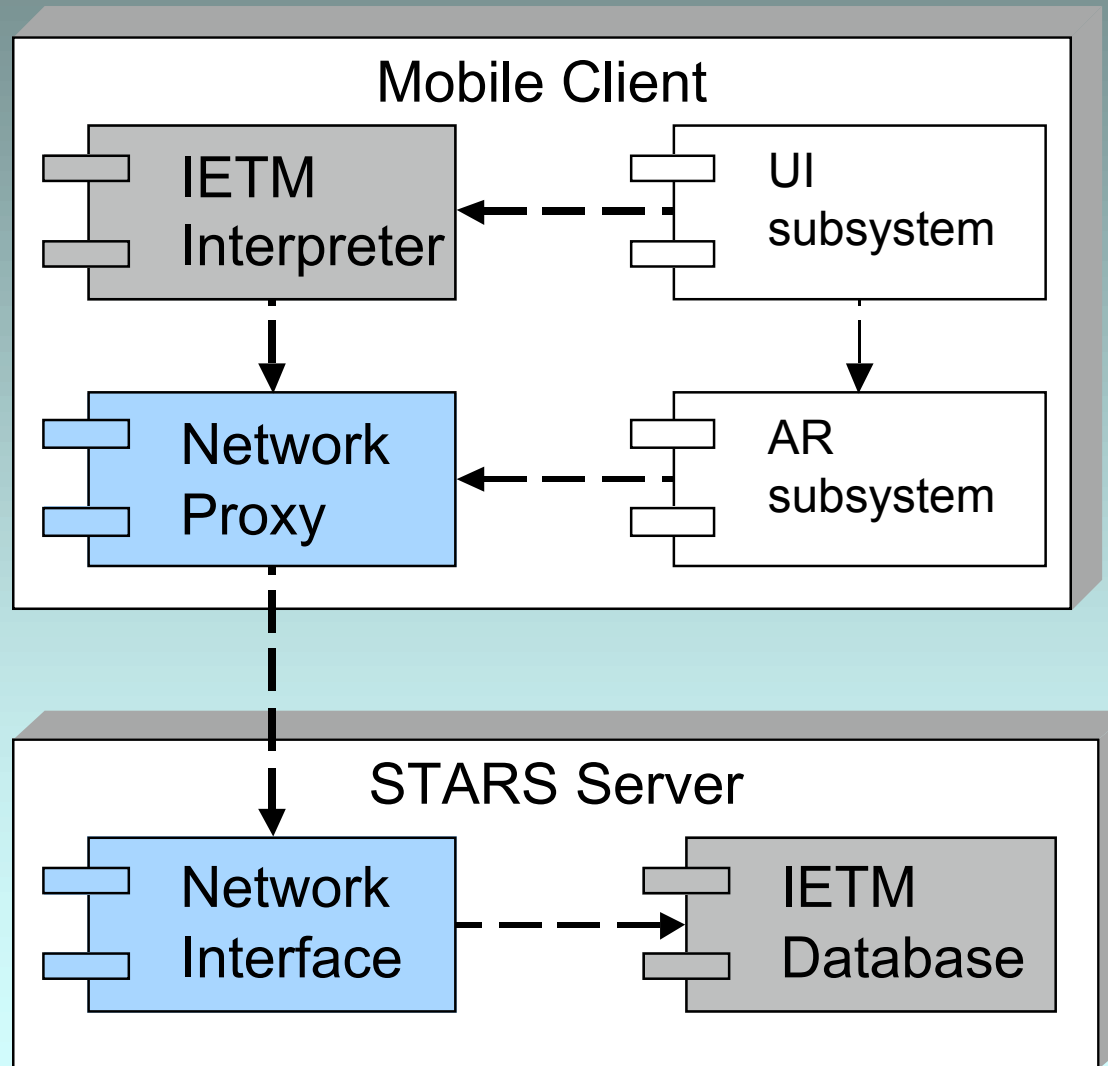 Mobile Client
IETM
Interpreter
UI
subsystem
Network
Proxy
AR
subsystem
STARS Server
Network
Interface
IETM
Database